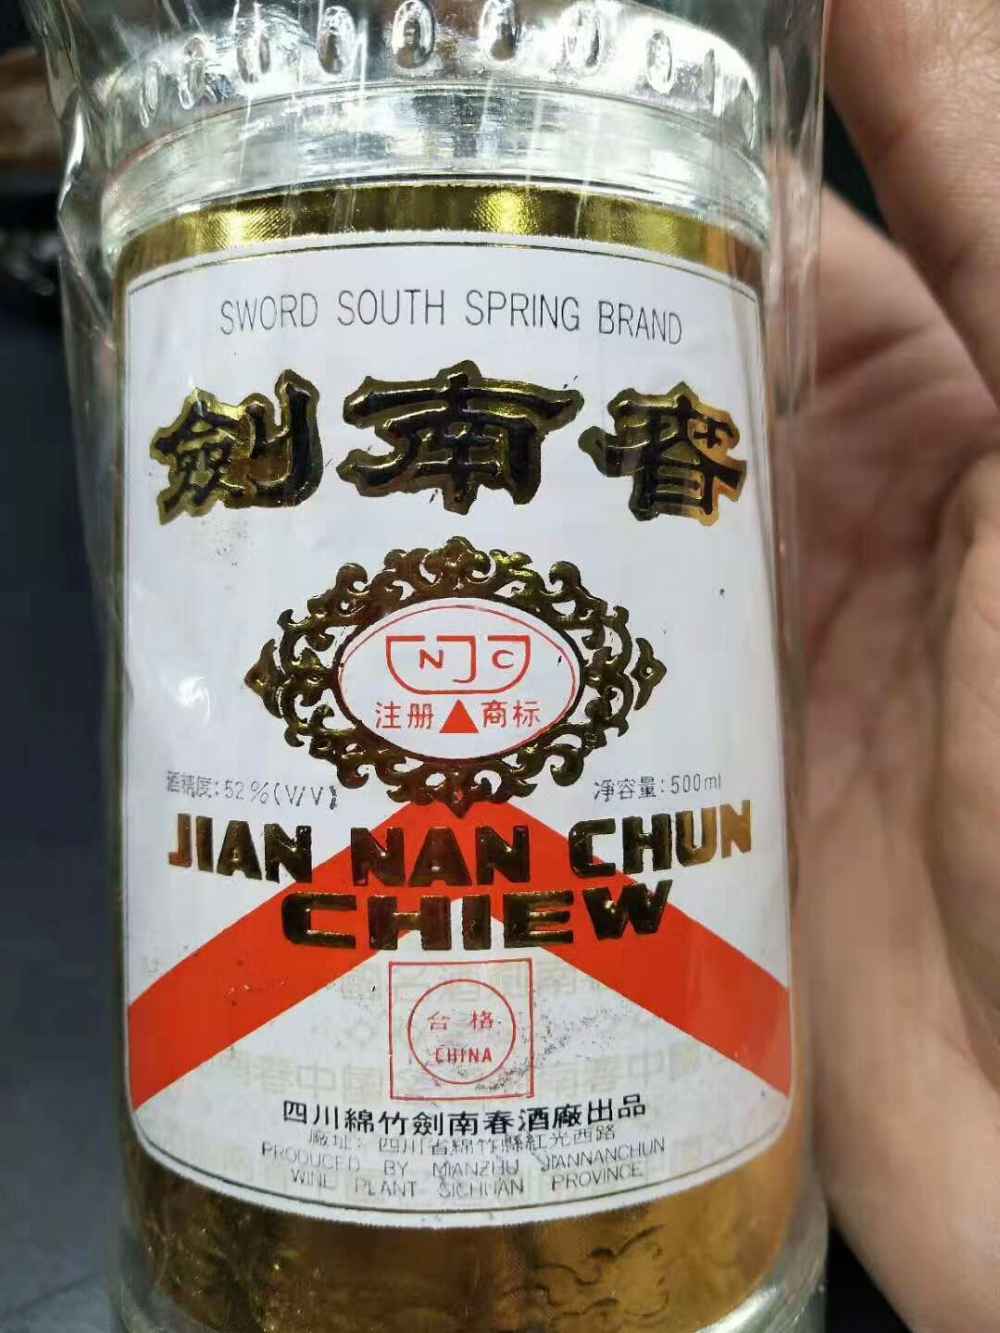 SWORD SOUTH SPRING BRAND
劍南春
NJC
注册 商标
酒精度:52%(V/V)
淨容量:500ml
JIAN NAN CHUN
CHIEW
合格
CHINA
四川綿竹劍南春酒廠出品
廠址:四川省綿竹縣紅光西路
PRODUCED BY MIANZHU JIANNANCHUN
WINE PLANT SICHUAN PROVINCE